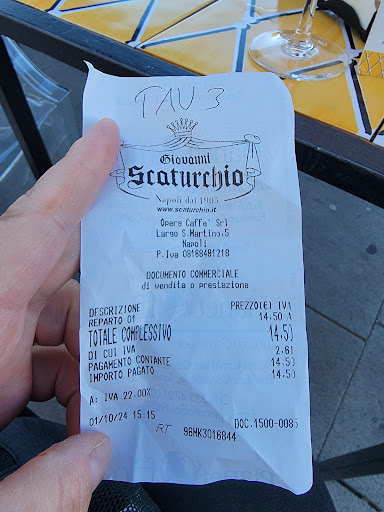 TAU 3
Giovanni
Scaturchio
Napoli dal 1905
www.scaturchio.it
Opera Caffe' Srl
Largo S.Martino,5
Napoli
P.Iva 08188481218
DOCUMENTO COMMERCIALE
di vendita o prestazione
DESCRIZIONE PREZZO(€) IVA
REPARTO 01 14.50 A
TOTALE COMPLESSIVO 14.50
DI CUI IVA 2.61
PAGAMENTO CONTANTE 14.50
IMPORTO PAGATO 14.50
A: IVA 22.00%
01/10/24 15:15 DOC.1500-0085
RT 96MK3016844